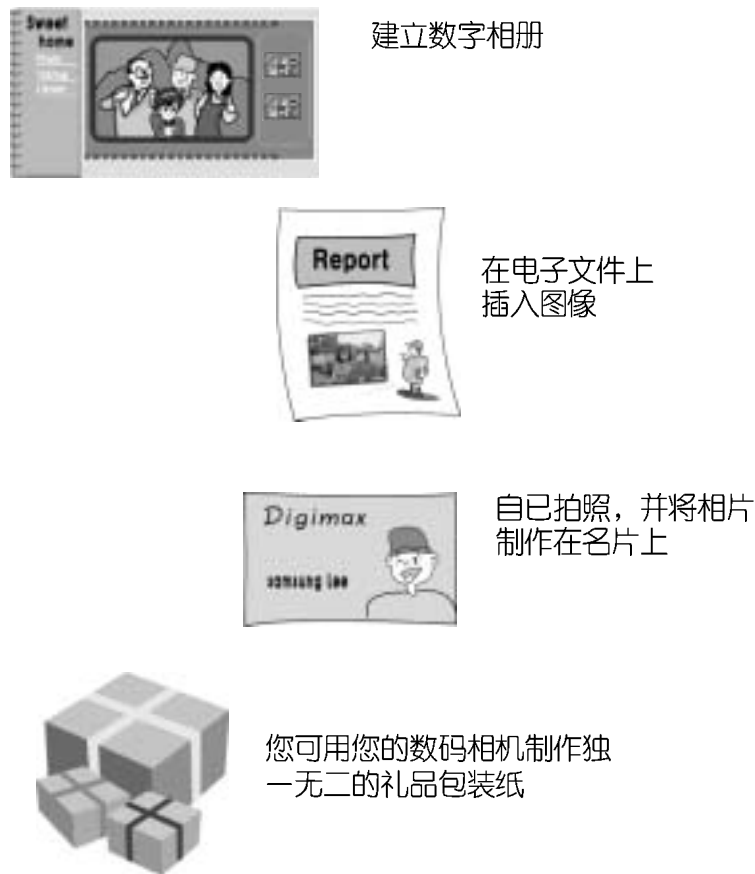 Sweet
home
建立数字相册
Report
在电子文件上
插入图像
Digimax
samsung Lee
自已拍照，并将相片
制作在名片上
您可用您的数码相机制作独
一无二的礼品包装纸